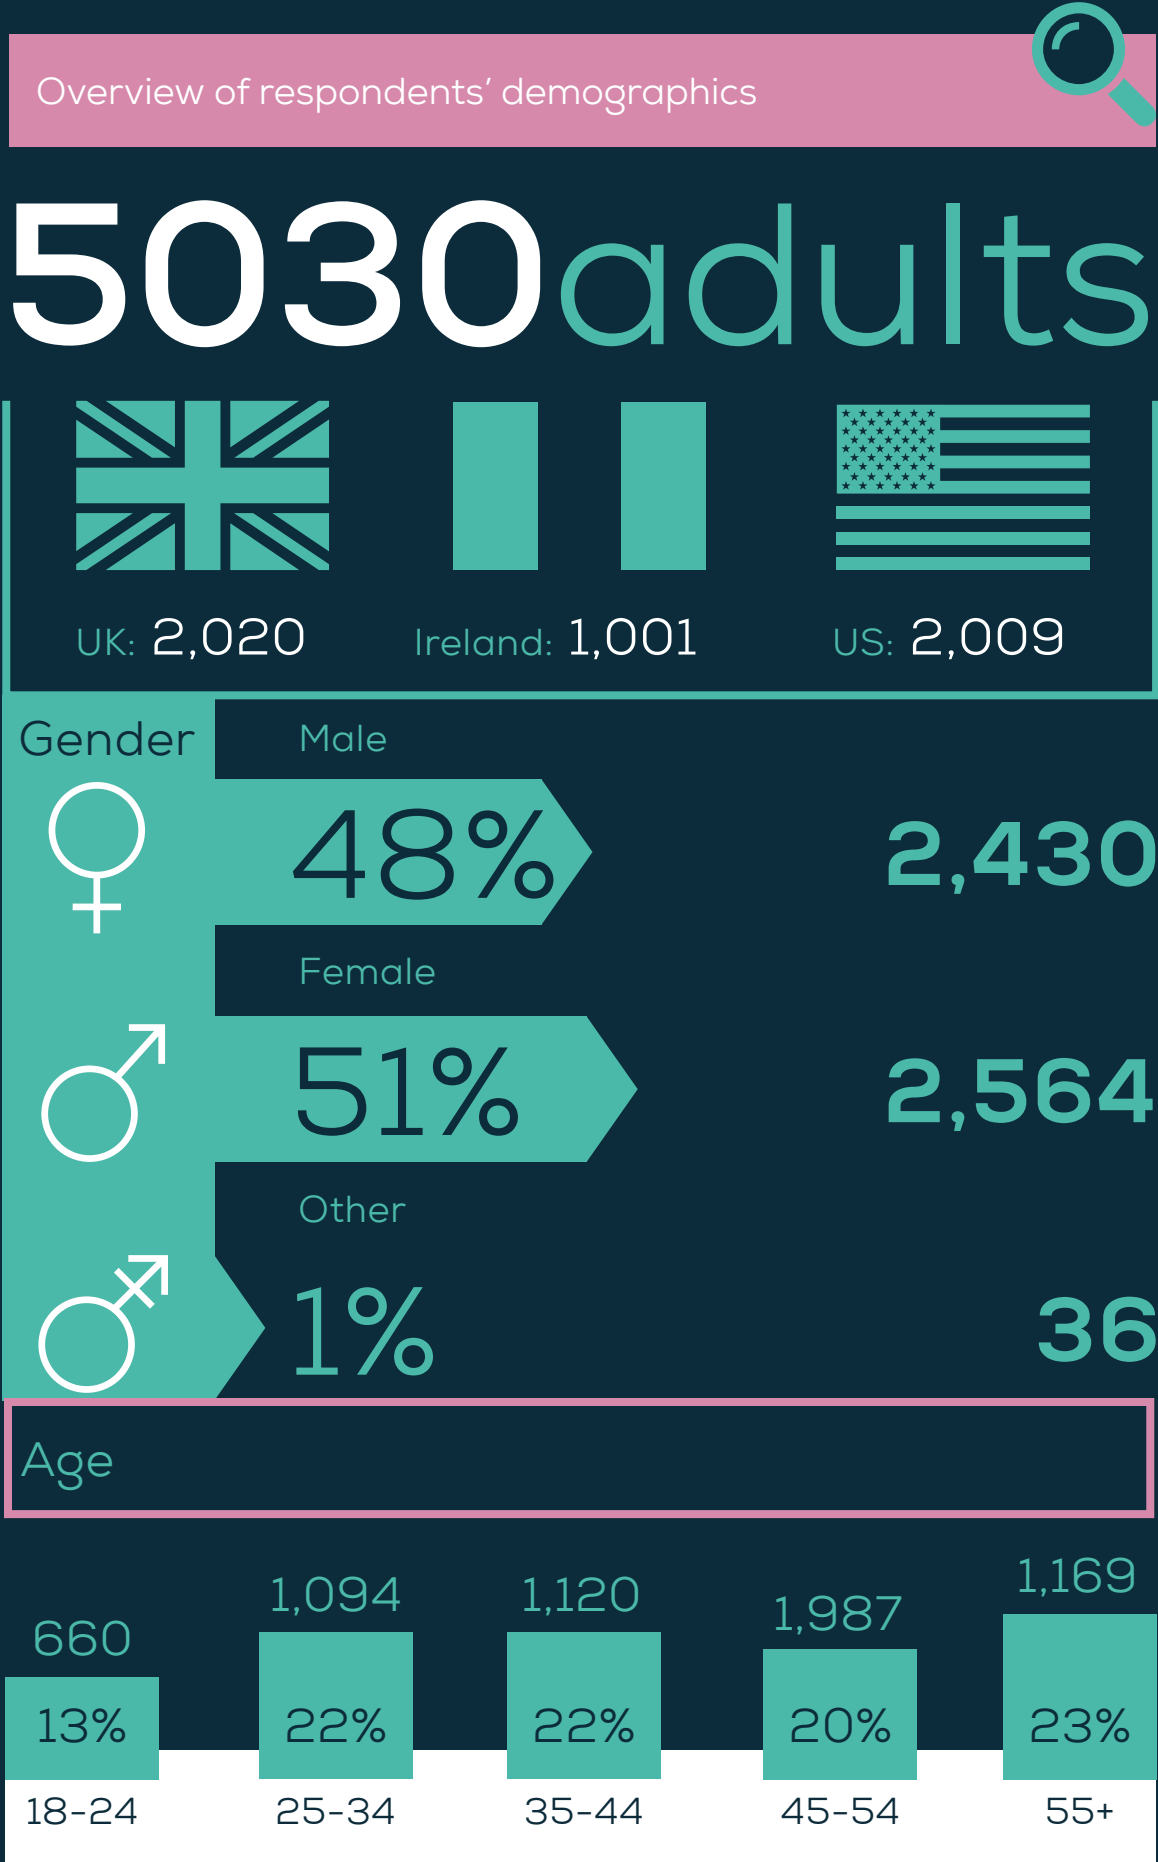 Overview of respondents’ demographics
5030adults
UK: 2,020 Ireland: 1,001 US: 2,009
Gender
Male
48% 2,430
Female
51% 2,564
Other
1% 36
Age
660 1,094 1,120 1,987 1,169
13% 22% 22% 20% 23%
18-24 25-34 35-44 45-54 55+